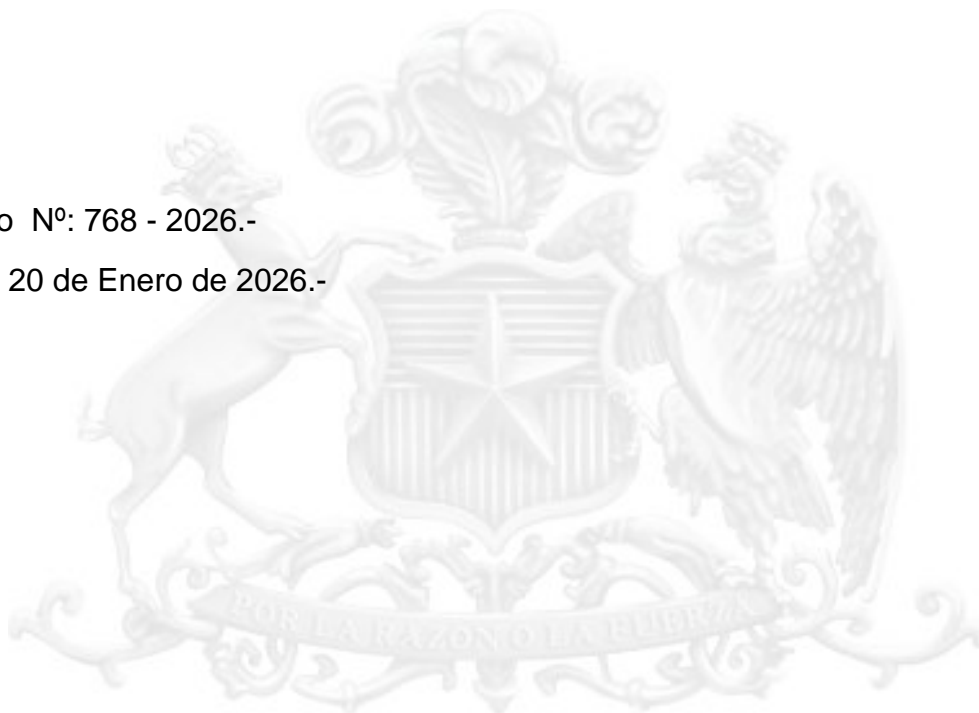 o Nº: 768 - 2026.-
20 de Enero de 2026.-
POR LA RAZON O LA FUERZA